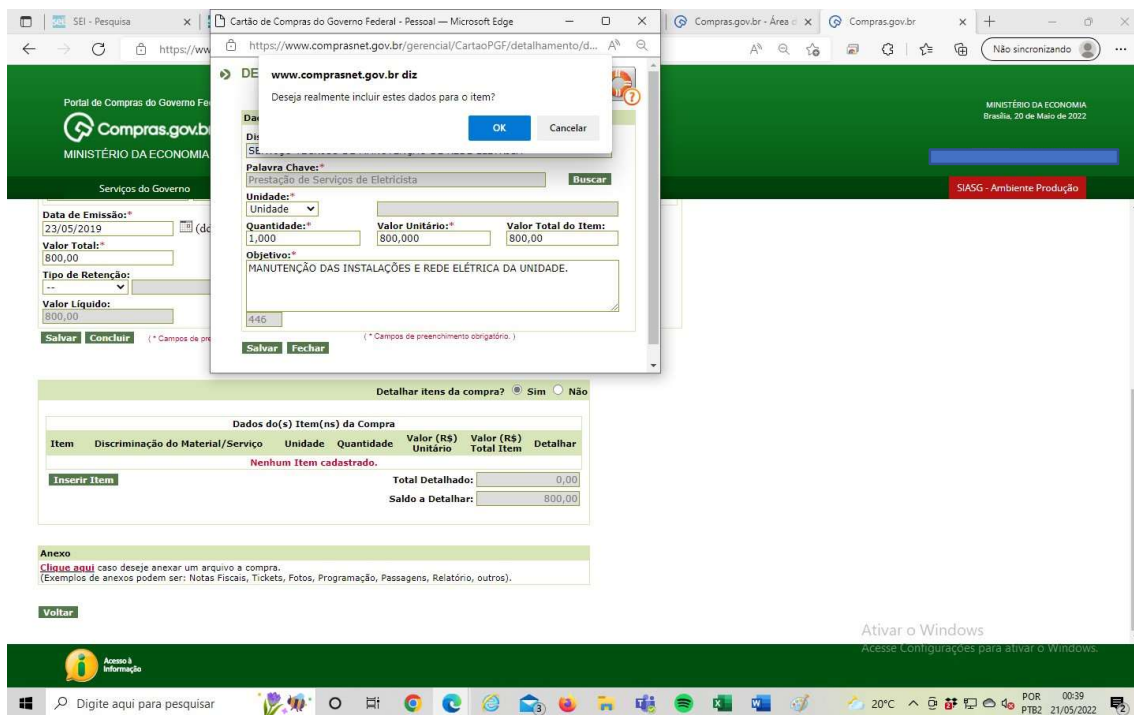 SEI - Pesquisa
Cartão de Compras do Governo Federal - Pessoal — Microsoft Edge
Compras.gov.br - Área d
Compras.gov.br
https://ww
https://www.comprasnet.gov.br/gerencial/CartaoPGF/detalhamento/d...
Não sincronizando
DE
www.comprasnet.gov.br diz
Deseja realmente incluir estes dados para o item?
OK
Cancelar
Portal de Compras do Governo Fe
Compras.gov.b
MINISTÉRIO DA ECONOMIA
MINISTÉRIO DA ECONOMIA
Brasília, 20 de Maio de 2022
Serviços do Governo
SIASG - Ambiente Produção
Palavra Chave:*
Prestação de Serviços de Eletricista
Buscar
Unidade:*
Unidade
Quantidade:* Valor Unitário:* Valor Total do Item:
1,000 800,000 800,00
Objetivo:*
MANUTENÇÃO DAS INSTALAÇÕES E REDE ELÉTRICA DA UNIDADE.
446
( * Campos de preenchimento obrigatório. )
Salvar Fechar
Data de Emissão:*
23/05/2019 (dd
Valor Total:*
800,00
Tipo de Retenção:
--
Valor Líquido:
800,00
Salvar Concluir ( * Campos de pre
Detalhar itens da compra? Sim Não
Dados do(s) Item(ns) da Compra
Item Discriminação do Material/Serviço Unidade Quantidade Valor (R$) Unitário Valor (R$) Total Item Detalhar
Nenhum Item cadastrado.
Inserir Item
Total Detalhado: 0,00
Saldo a Detalhar: 800,00
Anexo
Clique aqui caso deseje anexar um arquivo a compra.
(Exemplos de anexos podem ser: Notas Fiscais, Tickets, Fotos, Programação, Passagens, Relatório, outros).
Voltar
Ativar o Windows
Acesse Configurações para ativar o Windows.
Acesso à
Informação
Digite aqui para pesquisar
20°C
POR
PTB2
00:39
21/05/2022